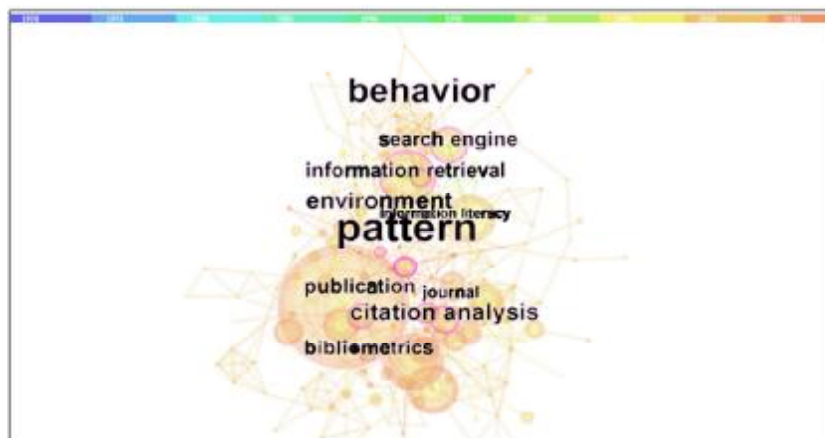 behavior
search engine
information retrieval
environment
information literacy
pattern
publication
journal
citation analysis
bibliometrics